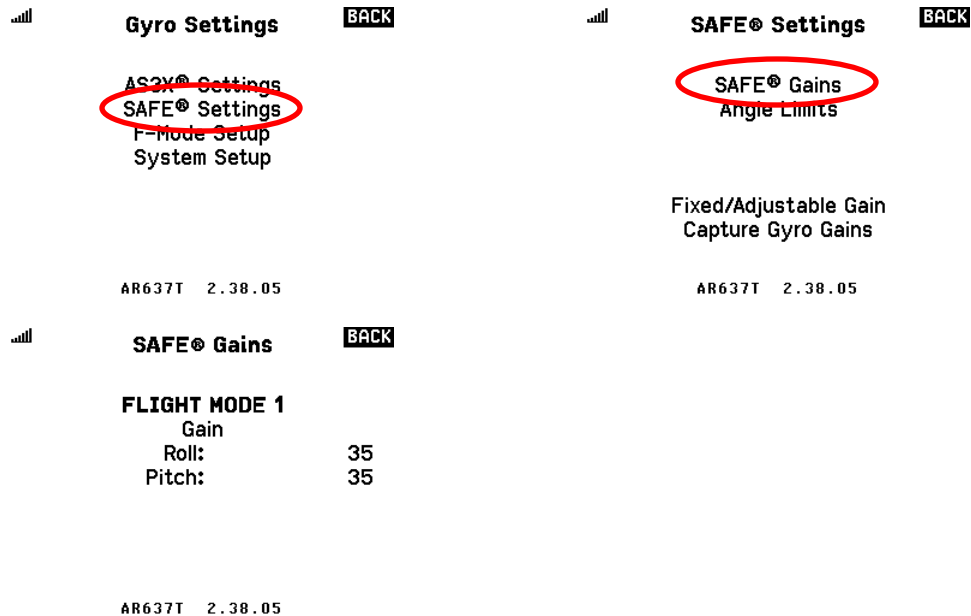 Gyro Settings
BACK
AS3X® Settings
SAFE® Settings
F-Mode Setup
System Setup
AR637T 2.38.05
SAFE® Settings
BACK
SAFE® Gains
Angle Limits
Fixed/Adjustable Gain
Capture Gyro Gains
AR637T 2.38.05
SAFE® Gains
BACK
FLIGHT MODE 1
Gain
Roll: 35
Pitch: 35
AR637T 2.38.05